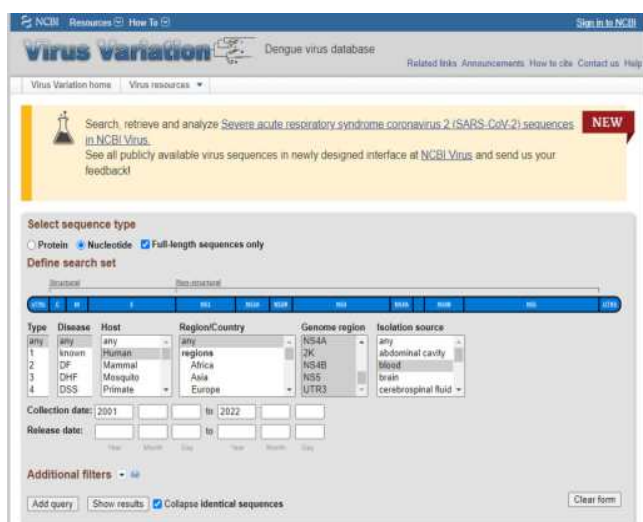 NCBI Resources How To Sign in to NCBI
Virus Variation Dengue virus database
Related links Announcements How to cite Contact us Help
Virus Variation home Virus resources
Search, retrieve and analyze Severe acute respiratory syndrome coronavirus 2 (SARS-CoV-2) sequences NEW
in NCBI Virus.
See all publicly available virus sequences in newly designed interface at NCBI Virus and send us your
feedback!
Select sequence type
Protein Nucleotide Full-length sequences only
Define search set
Structural Non-structural
UTR5 C M E NS1 NS2A NS2B NS3 NS4A NS4B NS5 UTR3
Type Disease Host Region/Country Genome region Isolation source
any any any any NS4A any
1 known Human regions 2K abdominal cavity
2 DF Mammal Africa NS4B blood
3 DHF Mosquito Asia NS5 brain
4 DSS Primate Europe UTR3 cerebrospinal fluid
Collection date: 2001 to 2022
Release date: to
Year Month Day Year Month Day
Additional filters
Add query Show results Collapse identical sequences Clear form